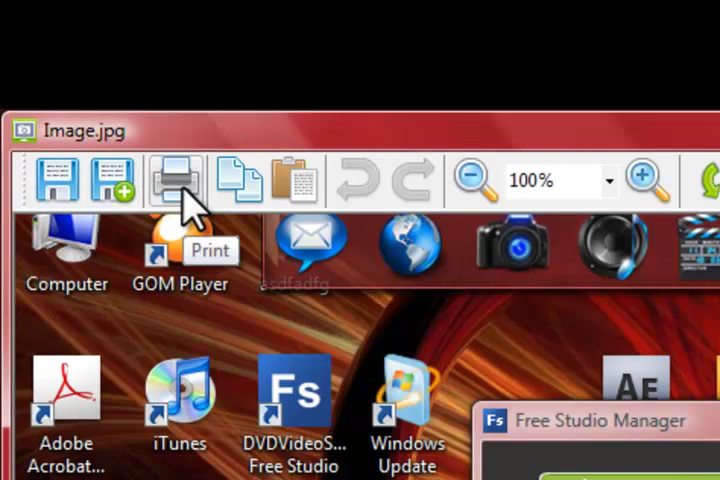 Image.jpg
100%
Print
Computer
GOM Player
asdfadfg
Fs
AE
Adobe
Acrobat...
iTunes
DVDVideoS...
Free Studio
Windows
Update
Fs Free Studio Manager